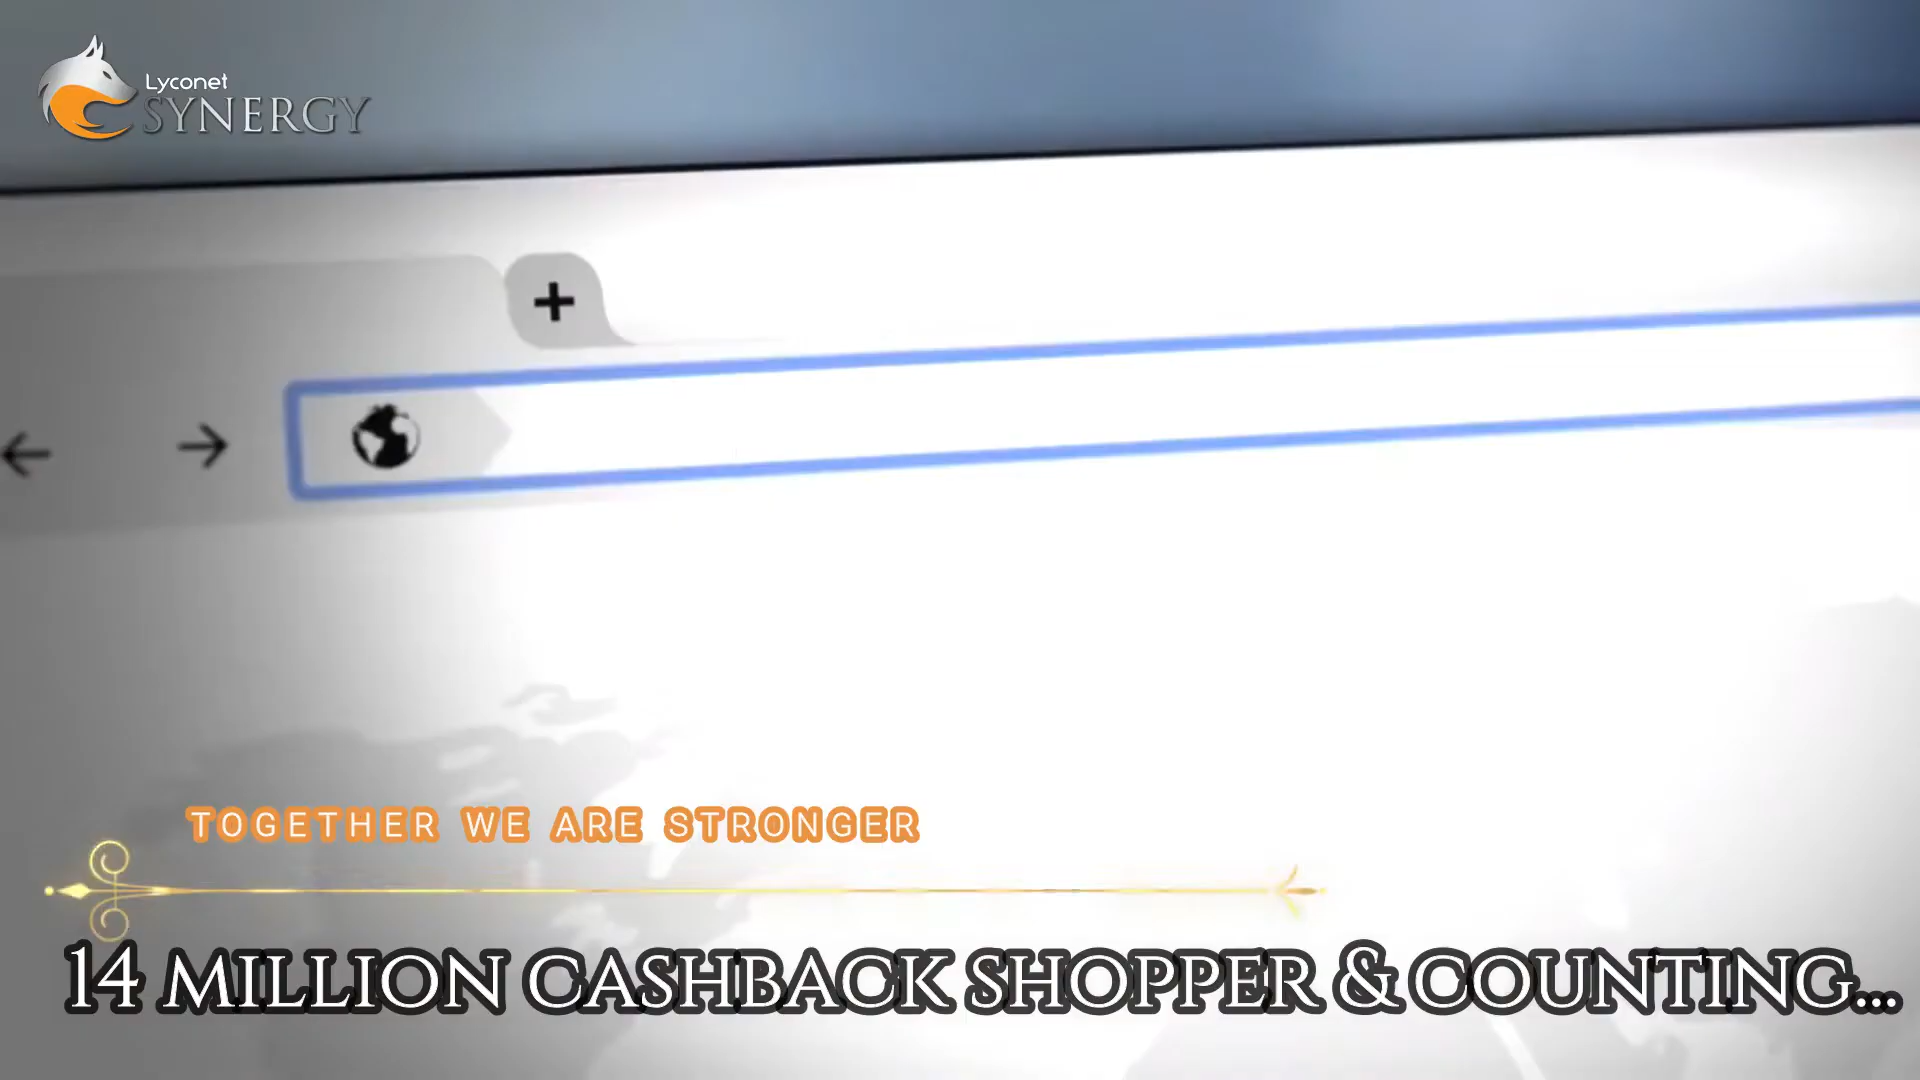 Lyconet
SYNERGY
TOGETHER WE ARE STRONGER
14 MILLION CASHBACK SHOPPER & COUNTING...